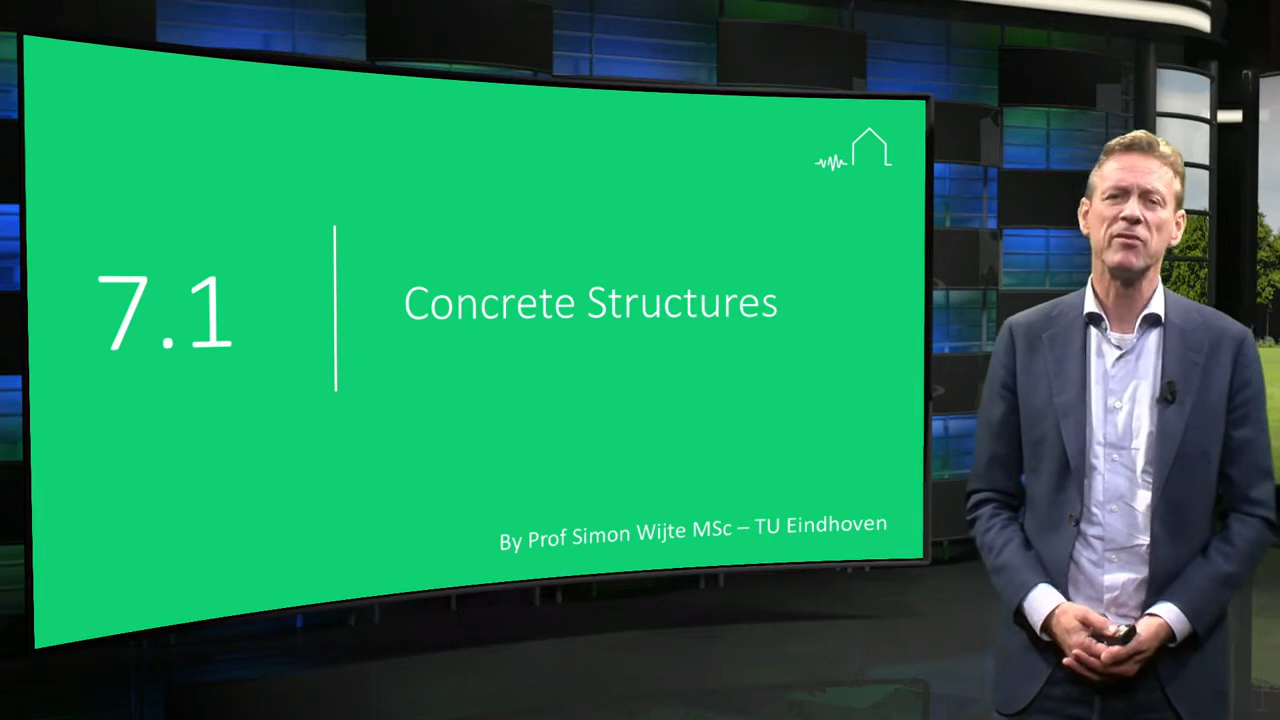 7.1
Concrete Structures
By Prof Simon Wijte MSc – TU Eindhoven